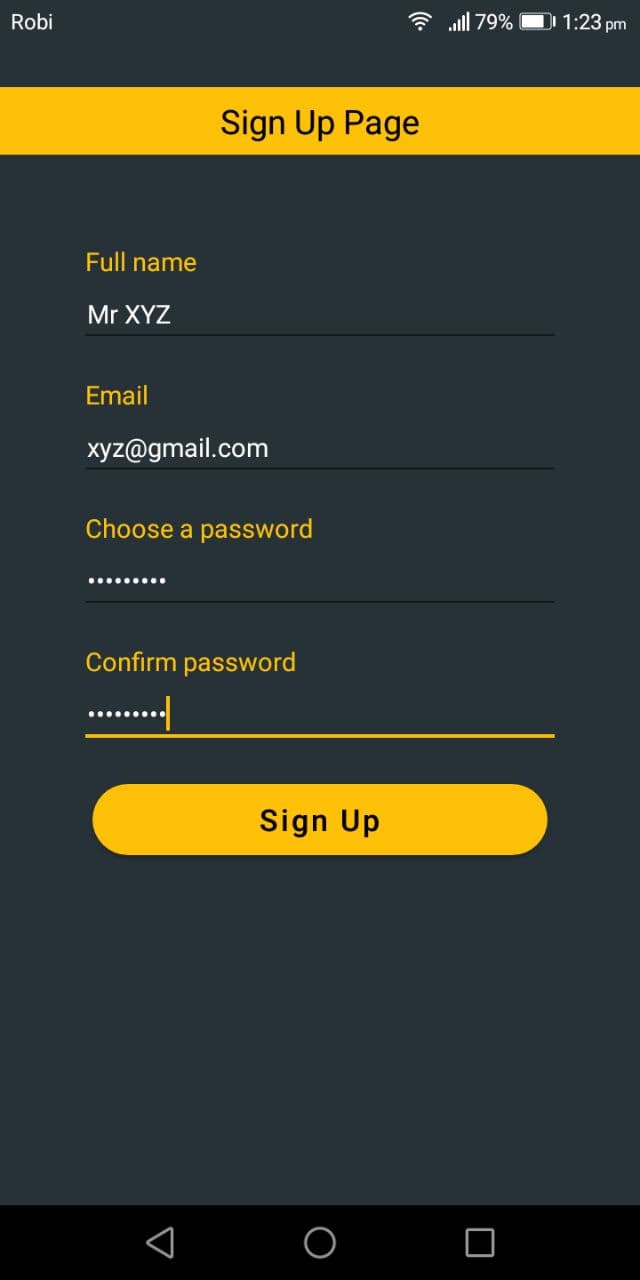 Robi 79% 1:23 pm
Sign Up Page
Full name
Mr XYZ
Email
xyz@gmail.com
Choose a password
•••••••••
Confirm password
•••••••••
Sign Up